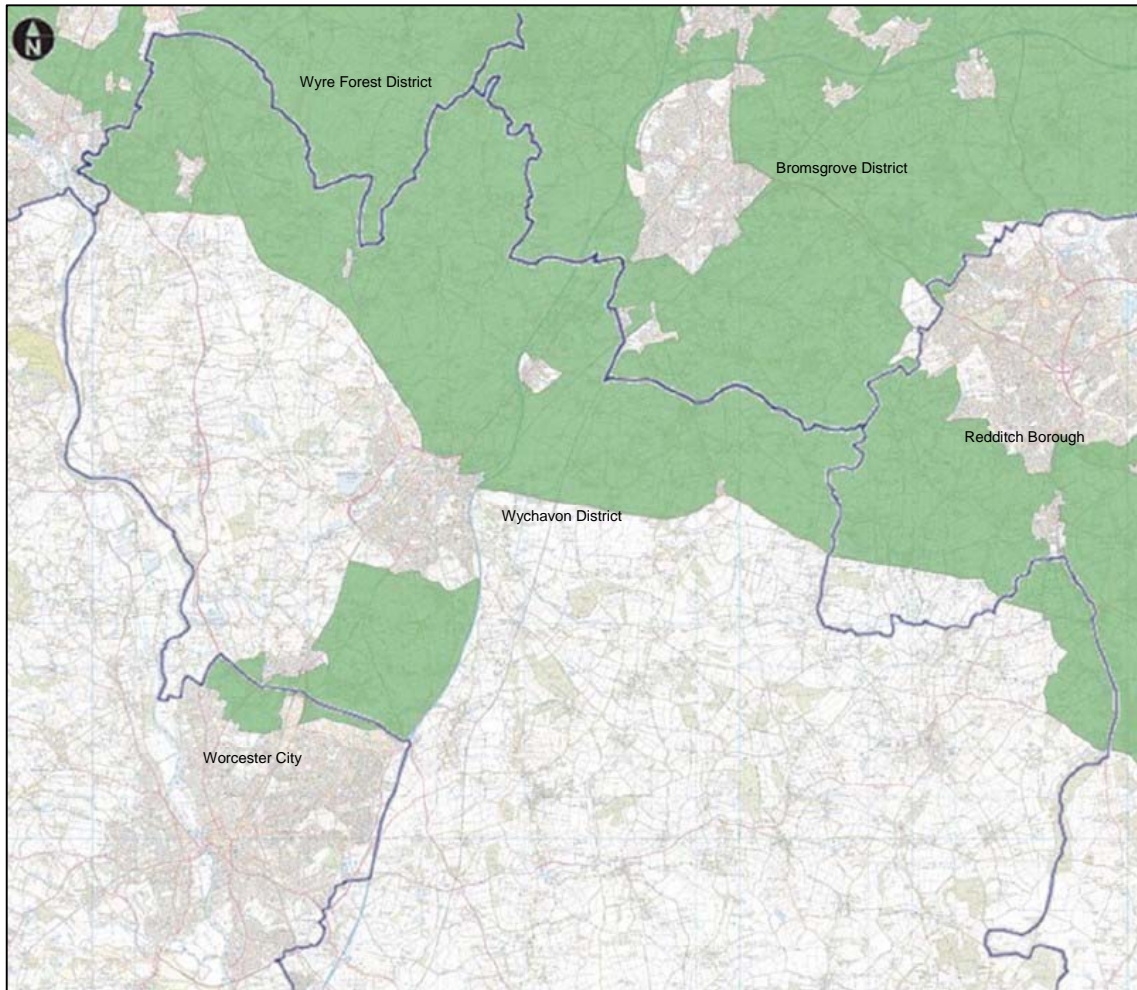 N
Wyre Forest District
Bromsgrove District
Redditch Borough
Wychavon District
Worcester City